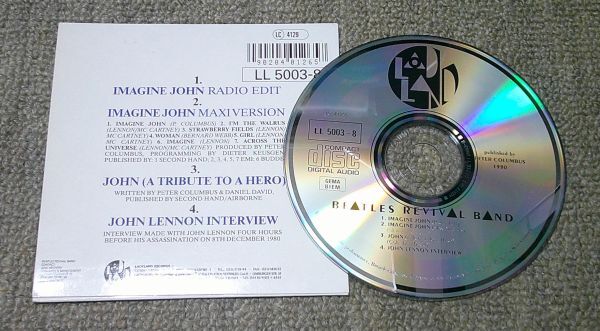 LC 4129
90204 01265
LL 5003-8
1.
IMAGINE JOHN RADIO EDIT
2.
IMAGINE JOHN MAXIVERSION
1. IMAGINE JOHN (P. COLUMBUS) 2. I'M THE WALRUS
(LENNON/MC CARTNEY) 3. STRAWBERRY FIELDS (LENNON/
MC CARTNEY) 4. WOMAN (BERNARD WEBB) 5. GIRL (LENNON/
MC CARTNEY) 6. IMAGINE (LENNON) 7. ACROSS THE
UNIVERSE (LENNON/MC CARTNEY) PRODUCED BY PETER
COLUMBUS, PROGRAMMING BY DIETER KEUSGEN
PUBLISHED BY: 1 SECOND HAND, 2, 3, 4, 5, 7 EMI; 6 BUDDE
3.
JOHN (A TRIBUTE TO A HERO)
WRITTEN BY PETER COLUMBUS & DANIEL DAVID,
PUBLISHED BY SECOND HAND/AIRBORNE
4.
JOHN LENNON INTERVIEW
INTERVIEW MADE WITH JOHN LENNON FOUR HOURS
BEFORE HIS ASSASSINATION ON 8TH DECEMBER 1980
LL 5003-8
COMPACT
disc
DIGITAL AUDIO
GEMA
BIEM
published by
PETER COLUMBUS
1990
BEATLES REVIVAL BAND
1. IMAGINE JOHN
2. IMAGINE JOHN
3. JOHN
4. JOHN LENNON INTERVIEW